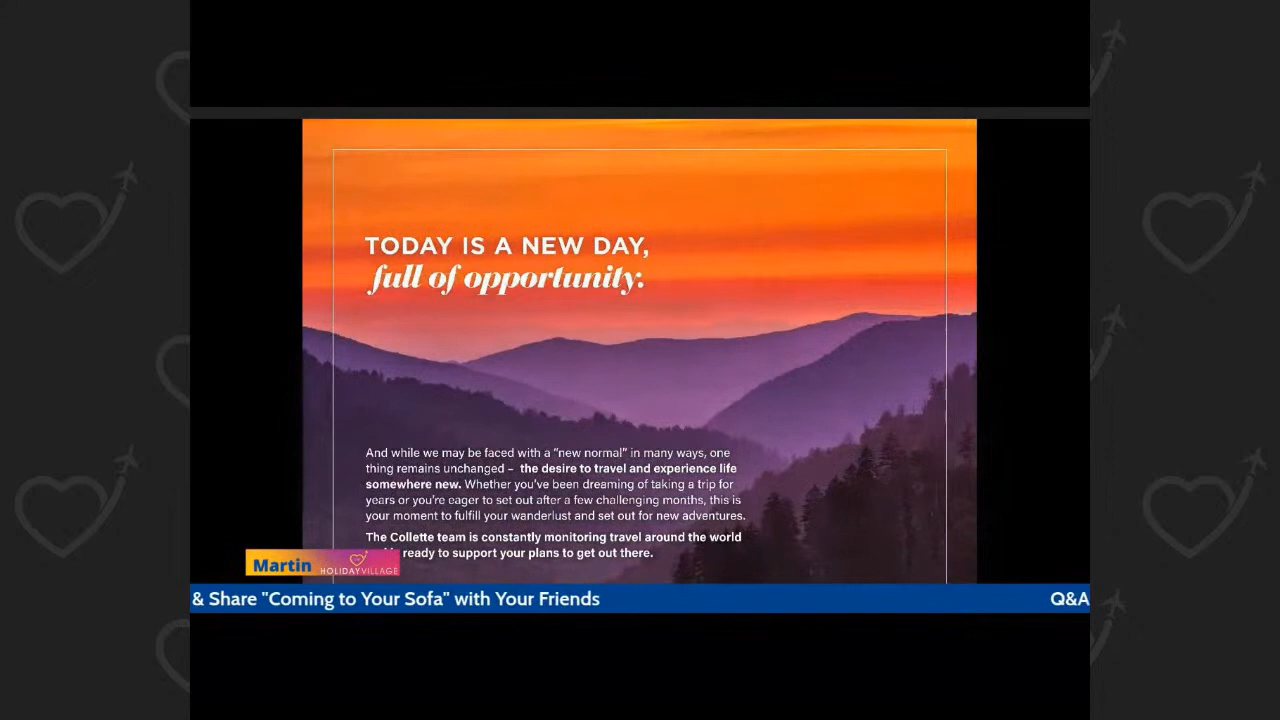 TODAY IS A NEW DAY,
full of opportunity.
And while we may be faced with a “new normal” in many ways, one
thing remains unchanged – the desire to travel and experience life
somewhere new. Whether you’ve been dreaming of taking a trip for
years or you’re eager to set out after a few challenging months, this is
your moment to fulfill your wanderlust and set out for new adventures.
The Collette team is constantly monitoring travel around the world
ready to support your plans to get out there.
Martin
HOLIDAYVILLAGE
& Share "Coming to Your Sofa" with Your Friends
Q&A